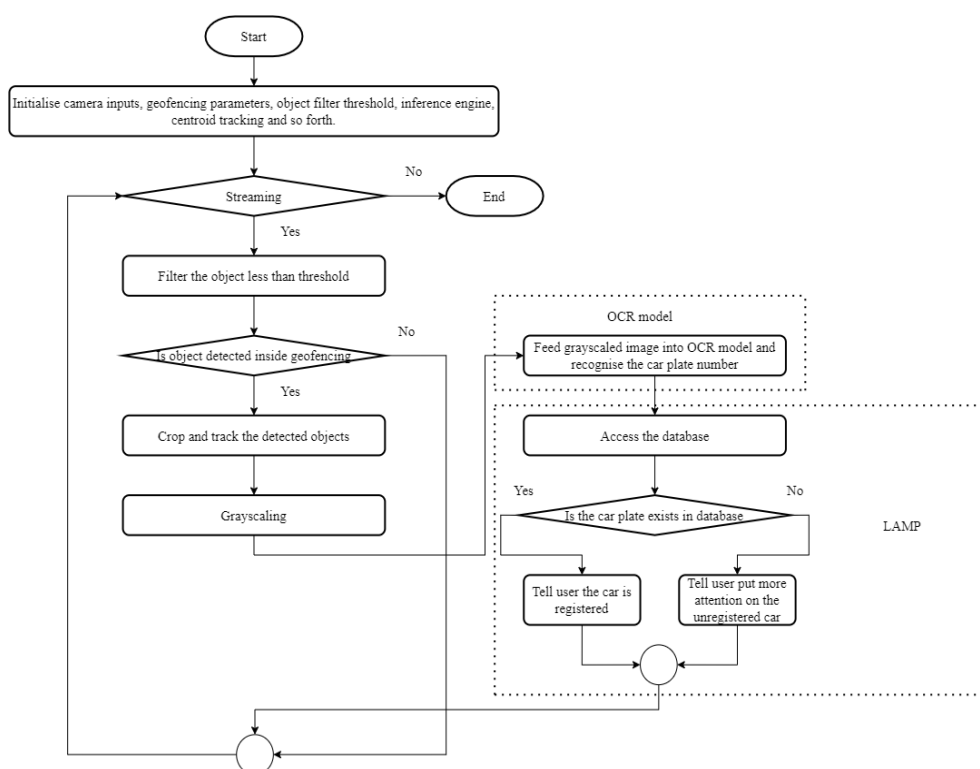 Start
Initialise camera inputs, geofencing parameters, object filter threshold, inference engine,
centroid tracking and so forth.
No
Streaming
End
Yes
Filter the object less than threshold
No
Is object detected inside geofencing
Yes
Crop and track the detected objects
Grayscaling
OCR model
Feed grayscaled image into OCR model and
recognise the car plate number
Access the database
Yes
No
Is the car plate exists in database
LAMP
Tell user the car is
registered
Tell user put more
attention on the
unregistered car